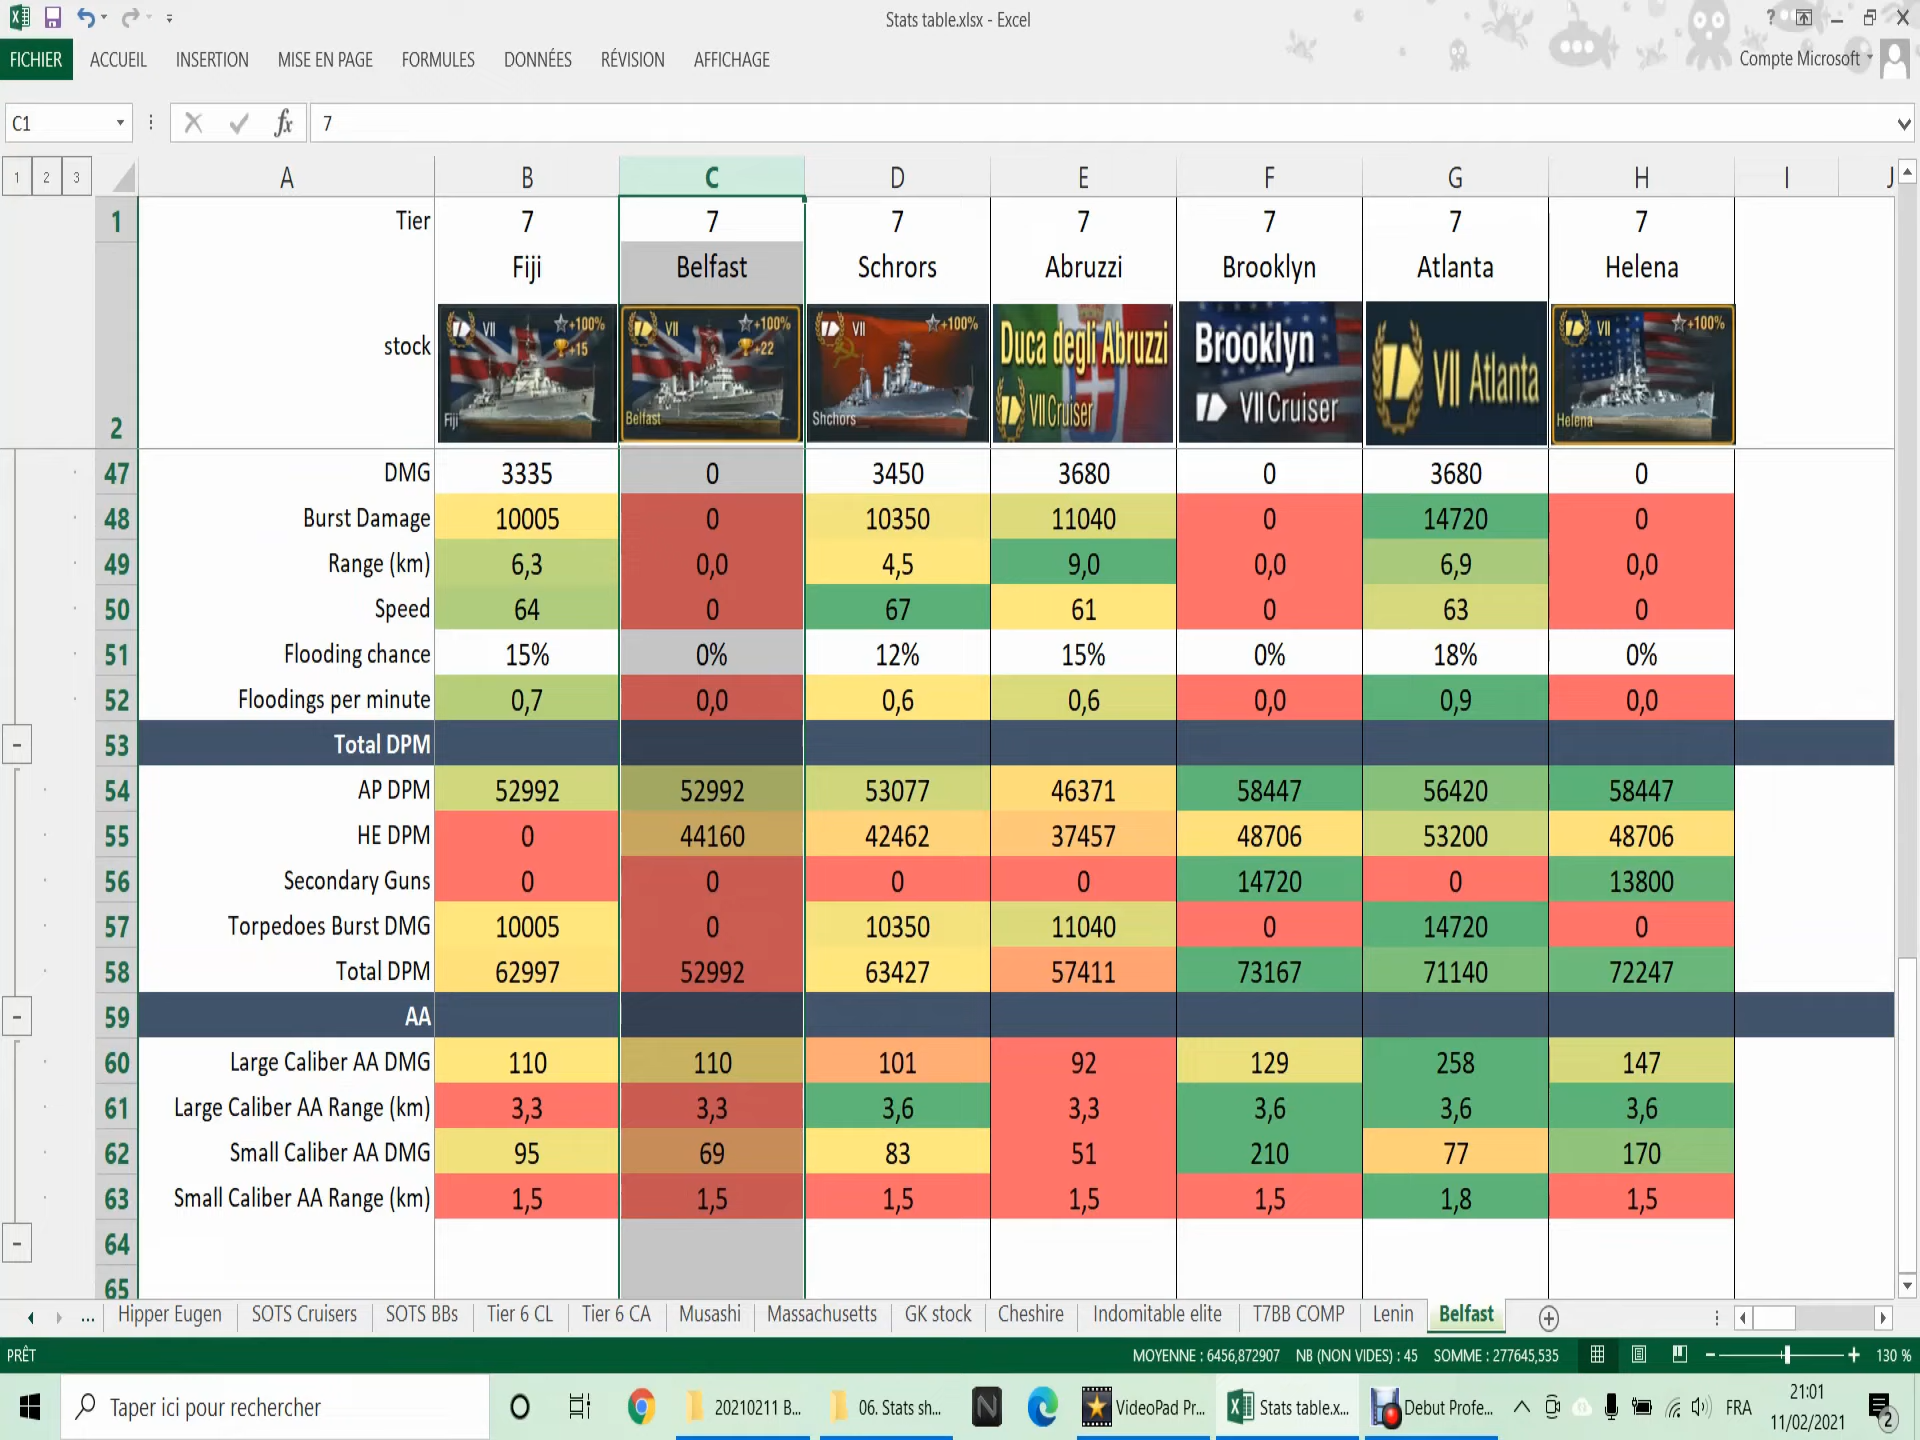 Stats table.xlsx - Excel
?
FICHIER ACCUEIL INSERTION MISE EN PAGE FORMULES DONNÉES RÉVISION AFFICHAGE Compte Microsoft
C1 fx 7
1 2 3 A B C D E F G H I J
1 Tier 7 7 7 7 7 7 7
Fiji Belfast Schrors Abruzzi Brooklyn Atlanta Helena
2 stock
VII +100% +15 Fiji
VII +100% +22 Belfast
VII +100% Shchors
Duca degli Abruzzi VII Cruiser
Brooklyn VII Cruiser
VII Atlanta
VII +100% Helena
47 DMG 3335 0 3450 3680 0 3680 0
48 Burst Damage 10005 0 10350 11040 0 14720 0
49 Range (km) 6,3 0,0 4,5 9,0 0,0 6,9 0,0
50 Speed 64 0 67 61 0 63 0
51 Flooding chance 15% 0% 12% 15% 0% 18% 0%
52 Floodings per minute 0,7 0,0 0,6 0,6 0,0 0,9 0,0
53 Total DPM
54 AP DPM 52992 52992 53077 46371 58447 56420 58447
55 HE DPM 0 44160 42462 37457 48706 53200 48706
56 Secondary Guns 0 0 0 0 14720 0 13800
57 Torpedoes Burst DMG 10005 0 10350 11040 0 14720 0
58 Total DPM 62997 52992 63427 57411 73167 71140 72247
59 AA
60 Large Caliber AA DMG 110 110 101 92 129 258 147
61 Large Caliber AA Range (km) 3,3 3,3 3,6 3,3 3,6 3,6 3,6
62 Small Caliber AA DMG 95 69 83 51 210 77 170
63 Small Caliber AA Range (km) 1,5 1,5 1,5 1,5 1,5 1,8 1,5
64
65
... Hipper Eugen SOTS Cruisers SOTS BBs Tier 6 CL Tier 6 CA Musashi Massachusetts GK stock Cheshire Indomitable elite T7BB COMP Lenin Belfast
PRÊT MOYENNE : 6456,872907 NB (NON VIDES) : 45 SOMME : 277645,535 130 %
Taper ici pour rechercher 20210211 B... 06. Stats sh... N VideoPad Pr... Stats table.x... Debut Profe... FRA 21:01
11/02/2021 2